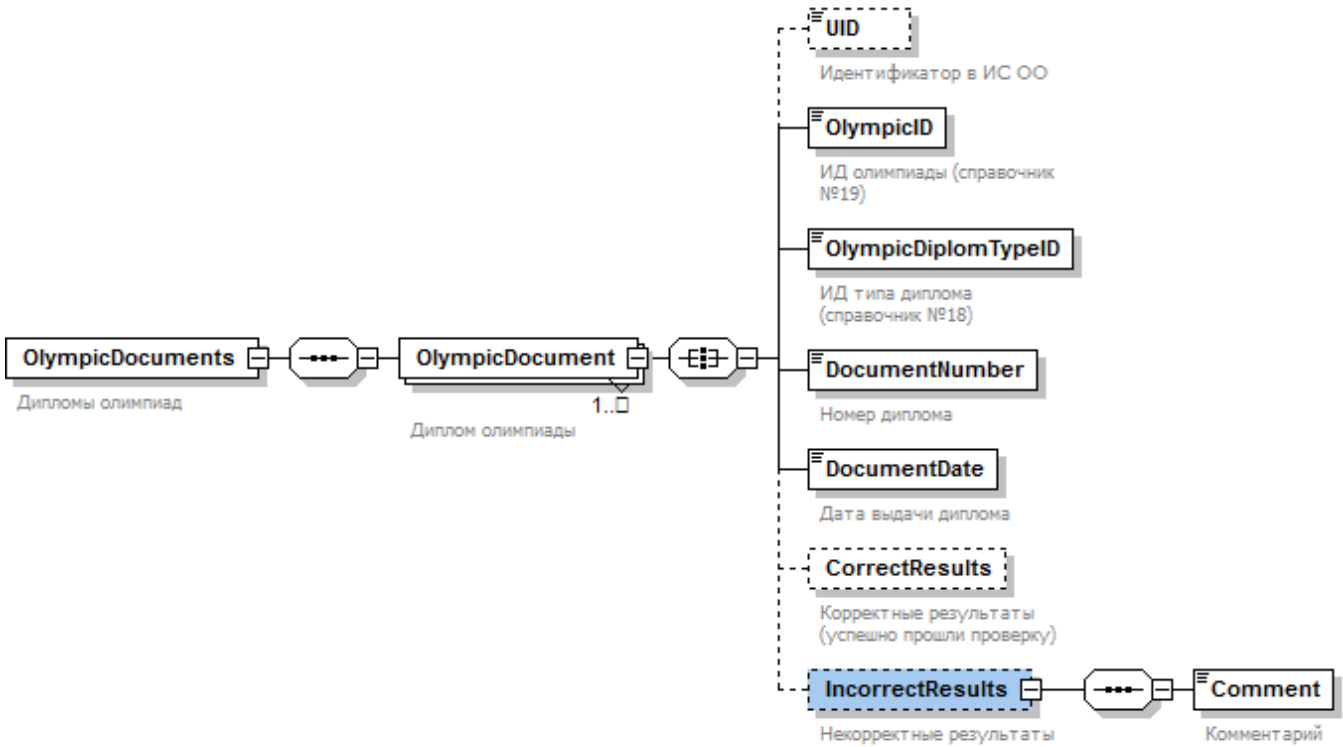 UID
Идентификатор в ИС ОО
OlympicID
ИД олимпиады (справочник
№19)
OlympicDiplomTypeID
ИД типа диплома
(справочник №18)
OlympicDocuments
Дипломы олимпиад
OlympicDocument
1..□
Диплом олимпиады
DocumentNumber
Номер диплома
DocumentDate
Дата выдачи диплома
CorrectResults
Корректные результаты
(успешно прошли проверку)
IncorrectResults
Некорректные результаты
Comment
Комментарий